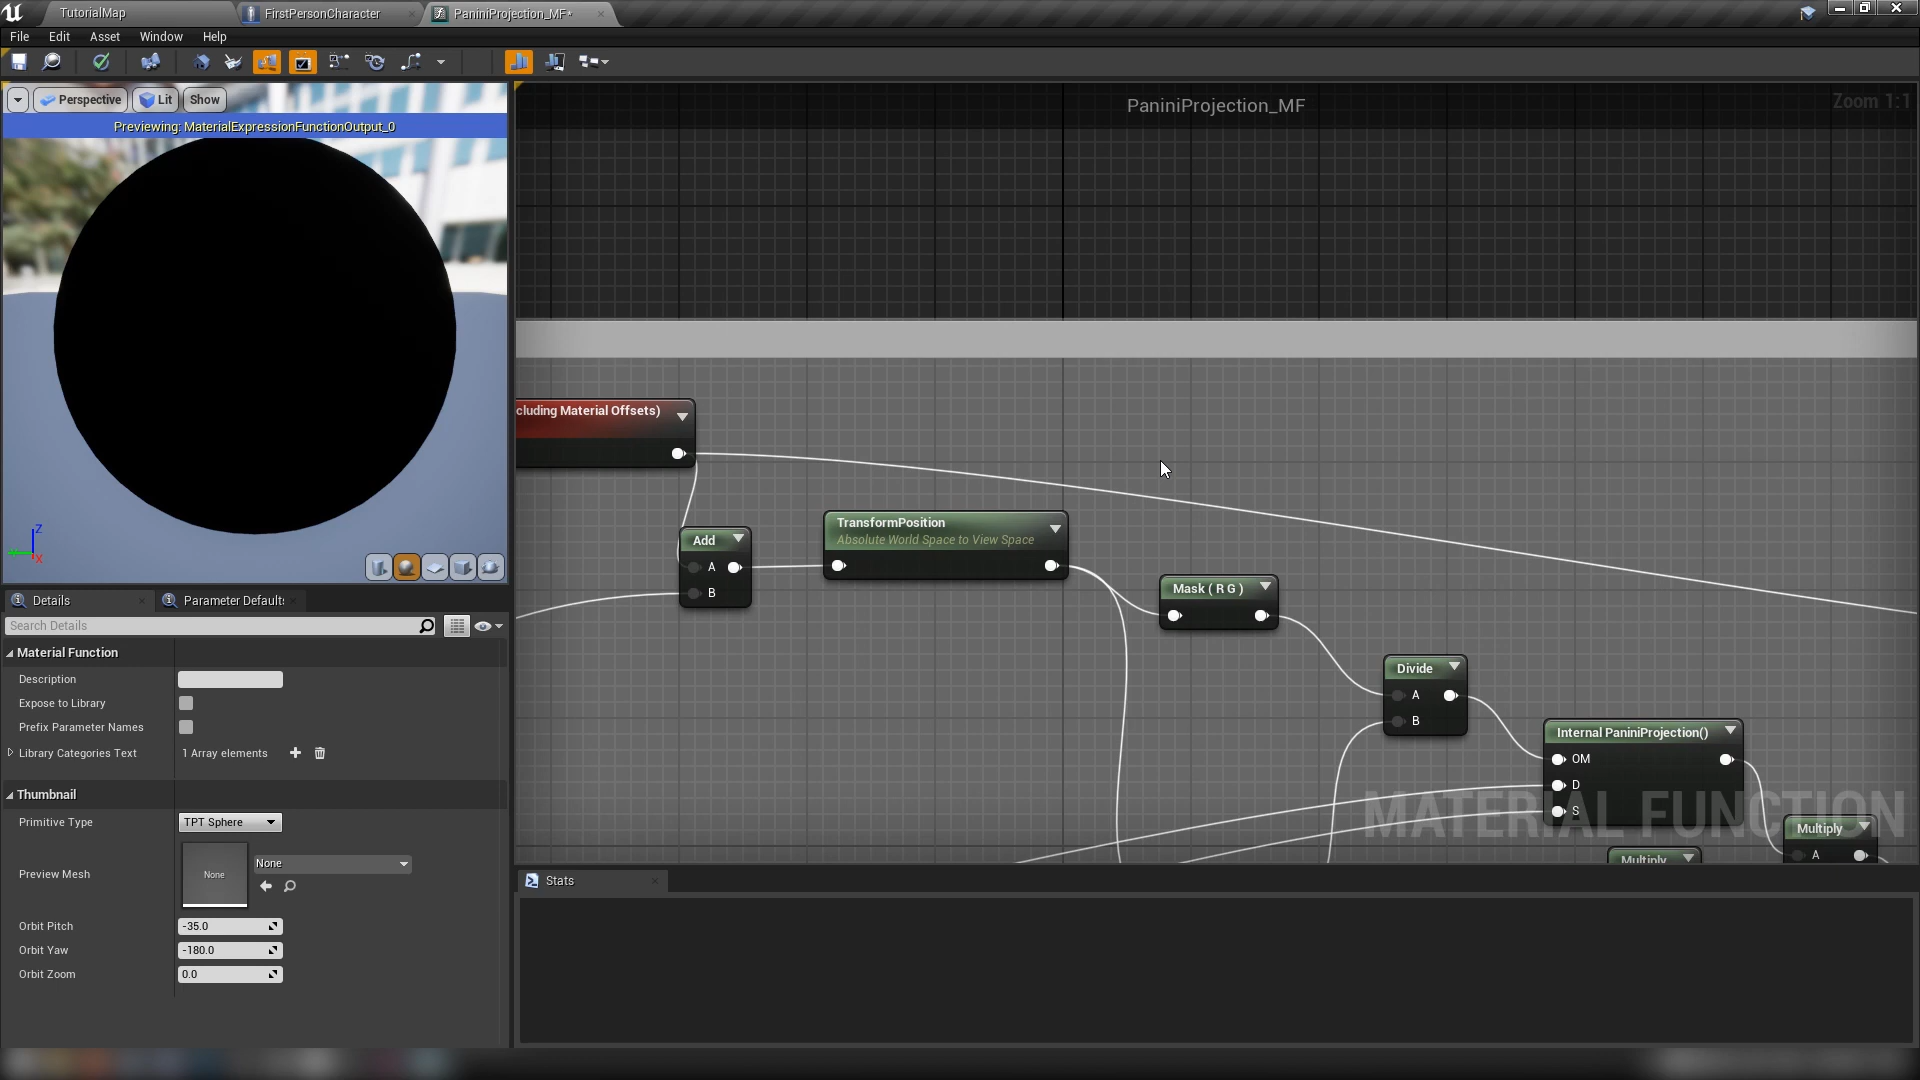 TutorialMap
FirstPersonCharacter
PaniniProjection_MF*
File
Edit
Asset
Window
Help
Perspective
Lit
Show
Previewing: MaterialExpressionFunctionOutput_0
PaniniProjection_MF
Zoom 1:1
Z
X
cluding Material Offsets)
Add
A
B
TransformPosition
Absolute World Space to View Space
Mask ( R G )
Divide
A
B
Internal PaniniProjection()
OM
D
S
Multiply
A
Multiply
MATERIAL FUNCTION
Details
Parameter Defaults
Search Details
Material Function
Description
Expose to Library
Prefix Parameter Names
Library Categories Text
1 Array elements
Thumbnail
Primitive Type
TPT Sphere
Preview Mesh
None
None
Orbit Pitch
-35.0
Orbit Yaw
-180.0
Orbit Zoom
0.0
Stats